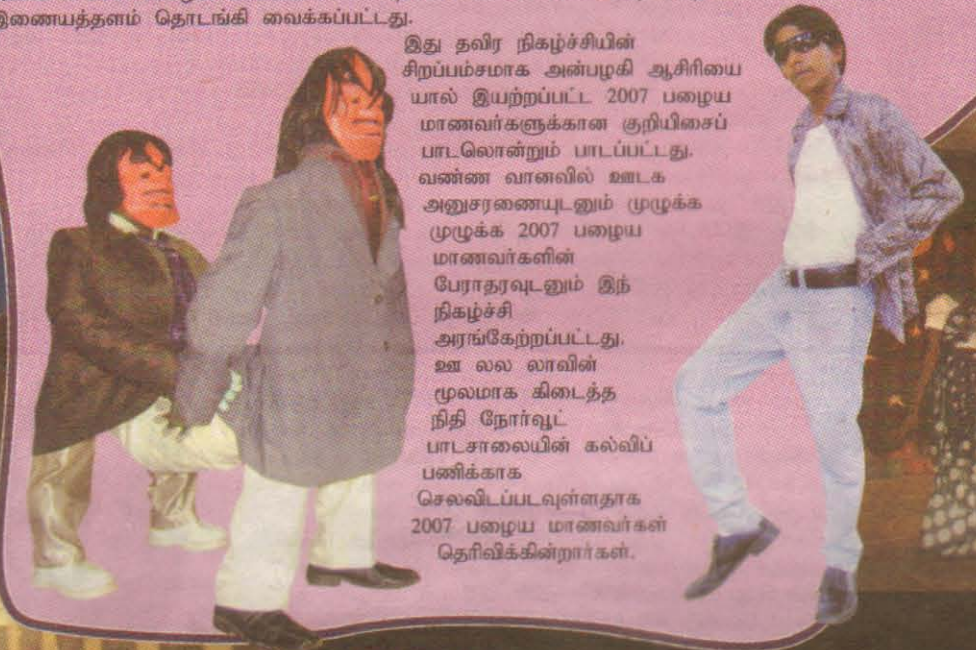 இணையத்தளம் தொடங்கி வைக்கப்பட்டது.
இது தவிர நிகழ்ச்சியின்
சிறப்பம்சமாக அன்பழகி ஆசிரியை
யால் இயற்றப்பட்ட 2007 பழைய
மாணவர்களுக்கான குறியிசைப்
பாடலொன்றும் பாடப்பட்டது.
வண்ண வானவில் ஊடக
அனுசரணையுடனும் முழுக்க
முழுக்க 2007 பழைய
மாணவர்களின்
பேராதரவுடனும் இந்
நிகழ்ச்சி
அரங்கேற்றப்பட்டது.
ஊ லல லாவின்
மூலமாக கிடைத்த
நிதி நோர்வூட்
பாடசாலையின் கல்விப்
பணிக்காக
செலவிடப்படவுள்ளதாக
2007 பழைய மாணவர்கள்
தெரிவிக்கின்றார்கள்.